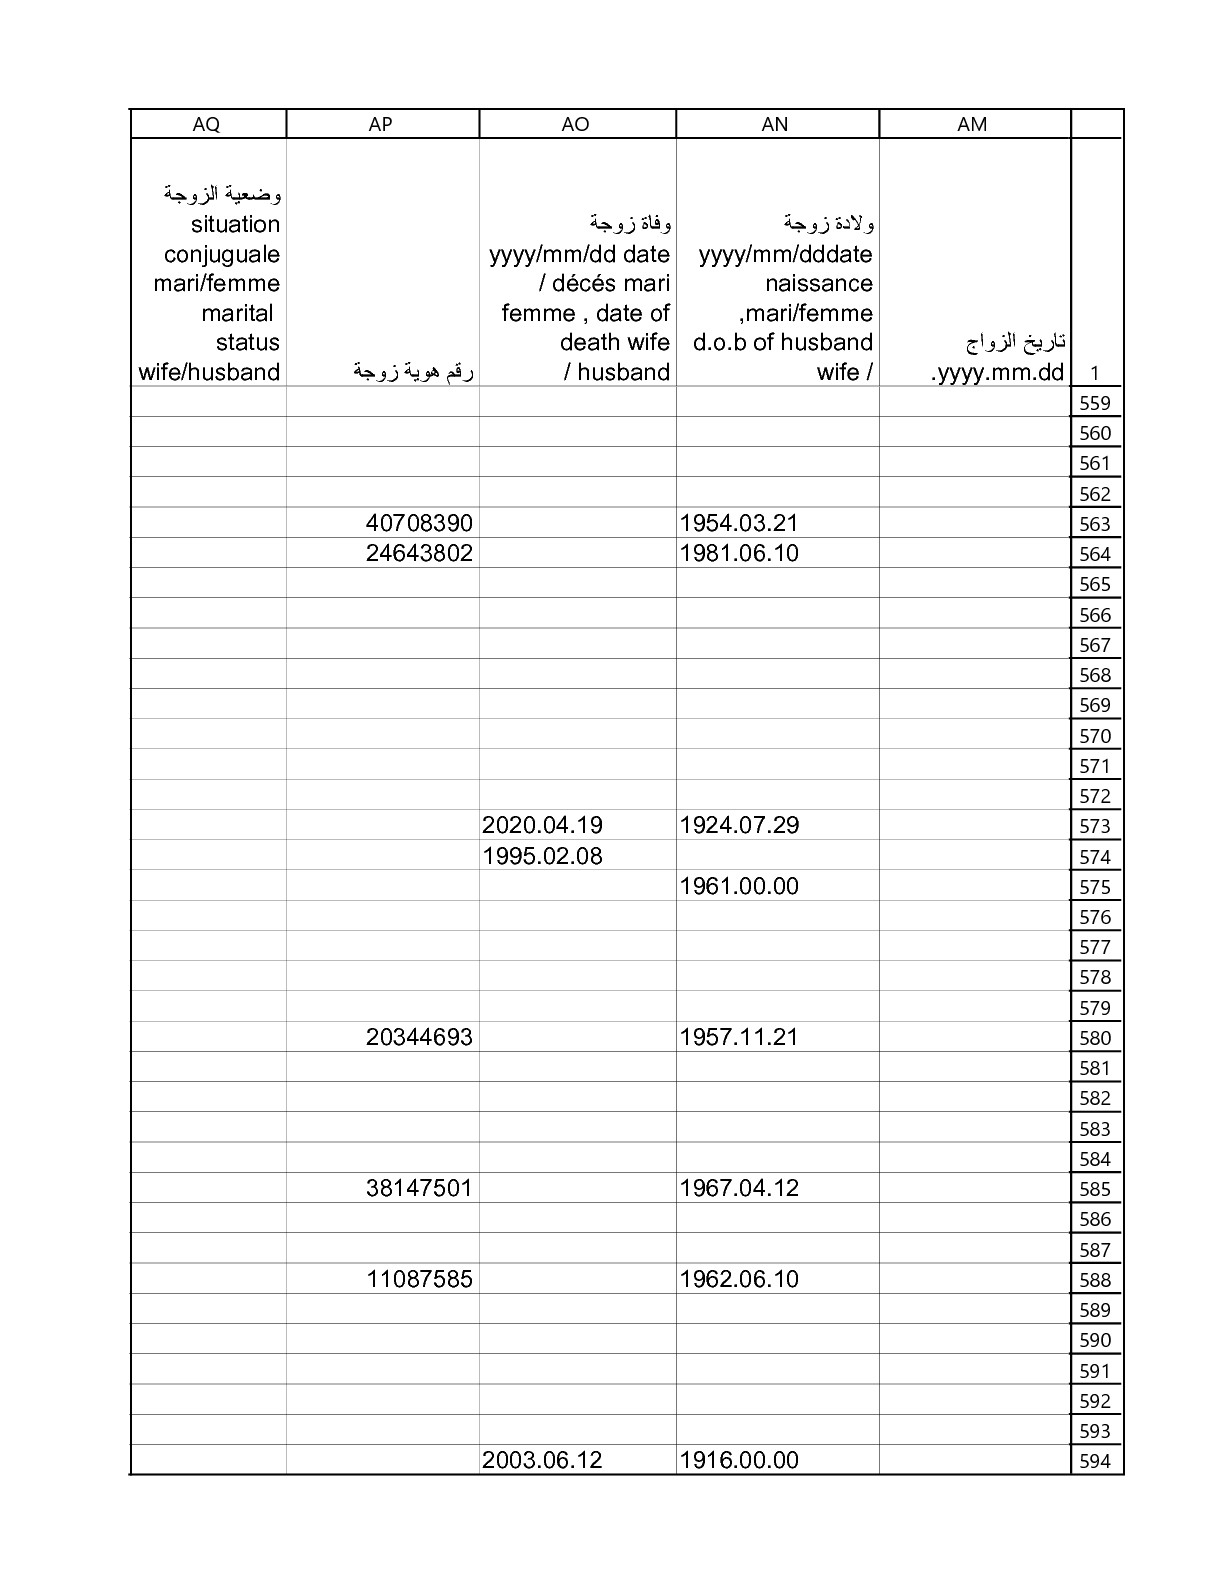 AQ AP AO AN AM
وضعية الزوجة
situation
conjuguale
mari/femme
marital
status
wife/husband
رقم هوية زوجة
وفاة زوجة
yyyy/mm/dd date
/ décés mari
femme , date of
death wife
/ husband
ولادة زوجة
yyyy/mm/dddate
naissance
,mari/femme
d.o.b of husband
wife /
تاريخ الزواج
.yyyy.mm.dd
1
559
560
561
562
40708390 1954.03.21 563
24643802 1981.06.10 564
565
566
567
568
569
570
571
572
2020.04.19 1924.07.29 573
1995.02.08 574
1961.00.00 575
576
577
578
579
20344693 1957.11.21 580
581
582
583
584
38147501 1967.04.12 585
586
587
11087585 1962.06.10 588
589
590
591
592
593
2003.06.12 1916.00.00 594